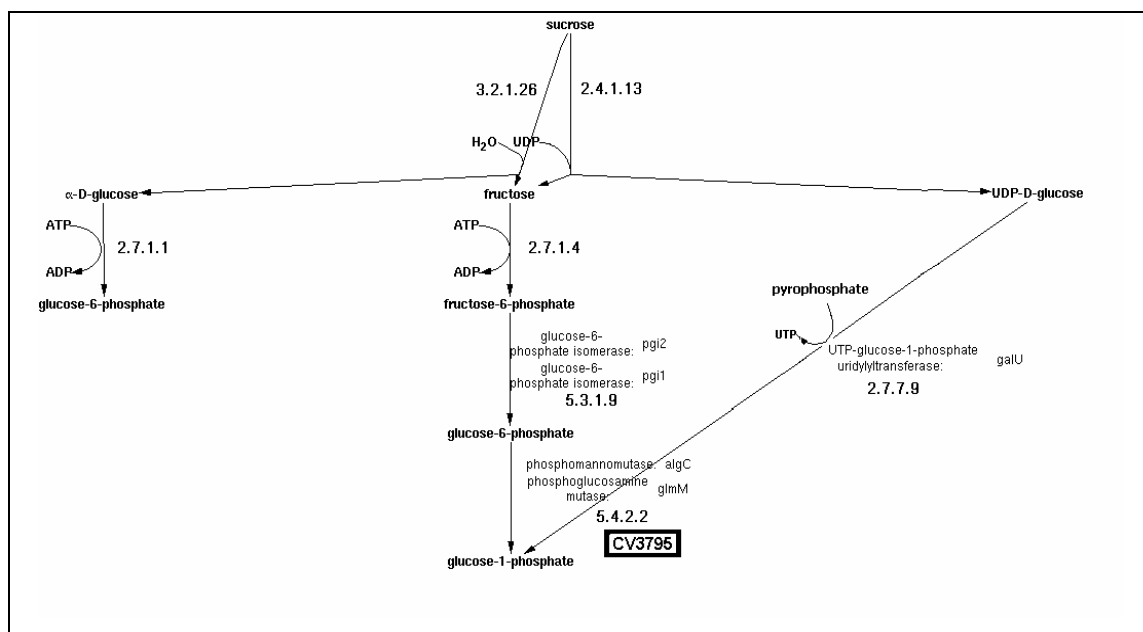 sucrose
3.2.1.26
2.4.1.13
H₂O
UDP
α-D-glucose
fructose
UDP-D-glucose
ATP
2.7.1.1
ADP
ATP
2.7.1.4
ADP
glucose-6-phosphate
fructose-6-phosphate
pyrophosphate
UTP
glucose-6-
phosphate isomerase: pgi2
glucose-6-
phosphate isomerase: pgi1
5.3.1.9
UTP-glucose-1-phosphate
uridylyltransferase: galU
2.7.7.9
glucose-6-phosphate
phosphomannomutase: algC
phosphoglucosamine
mutase: glmM
5.4.2.2
CV3795
glucose-1-phosphate